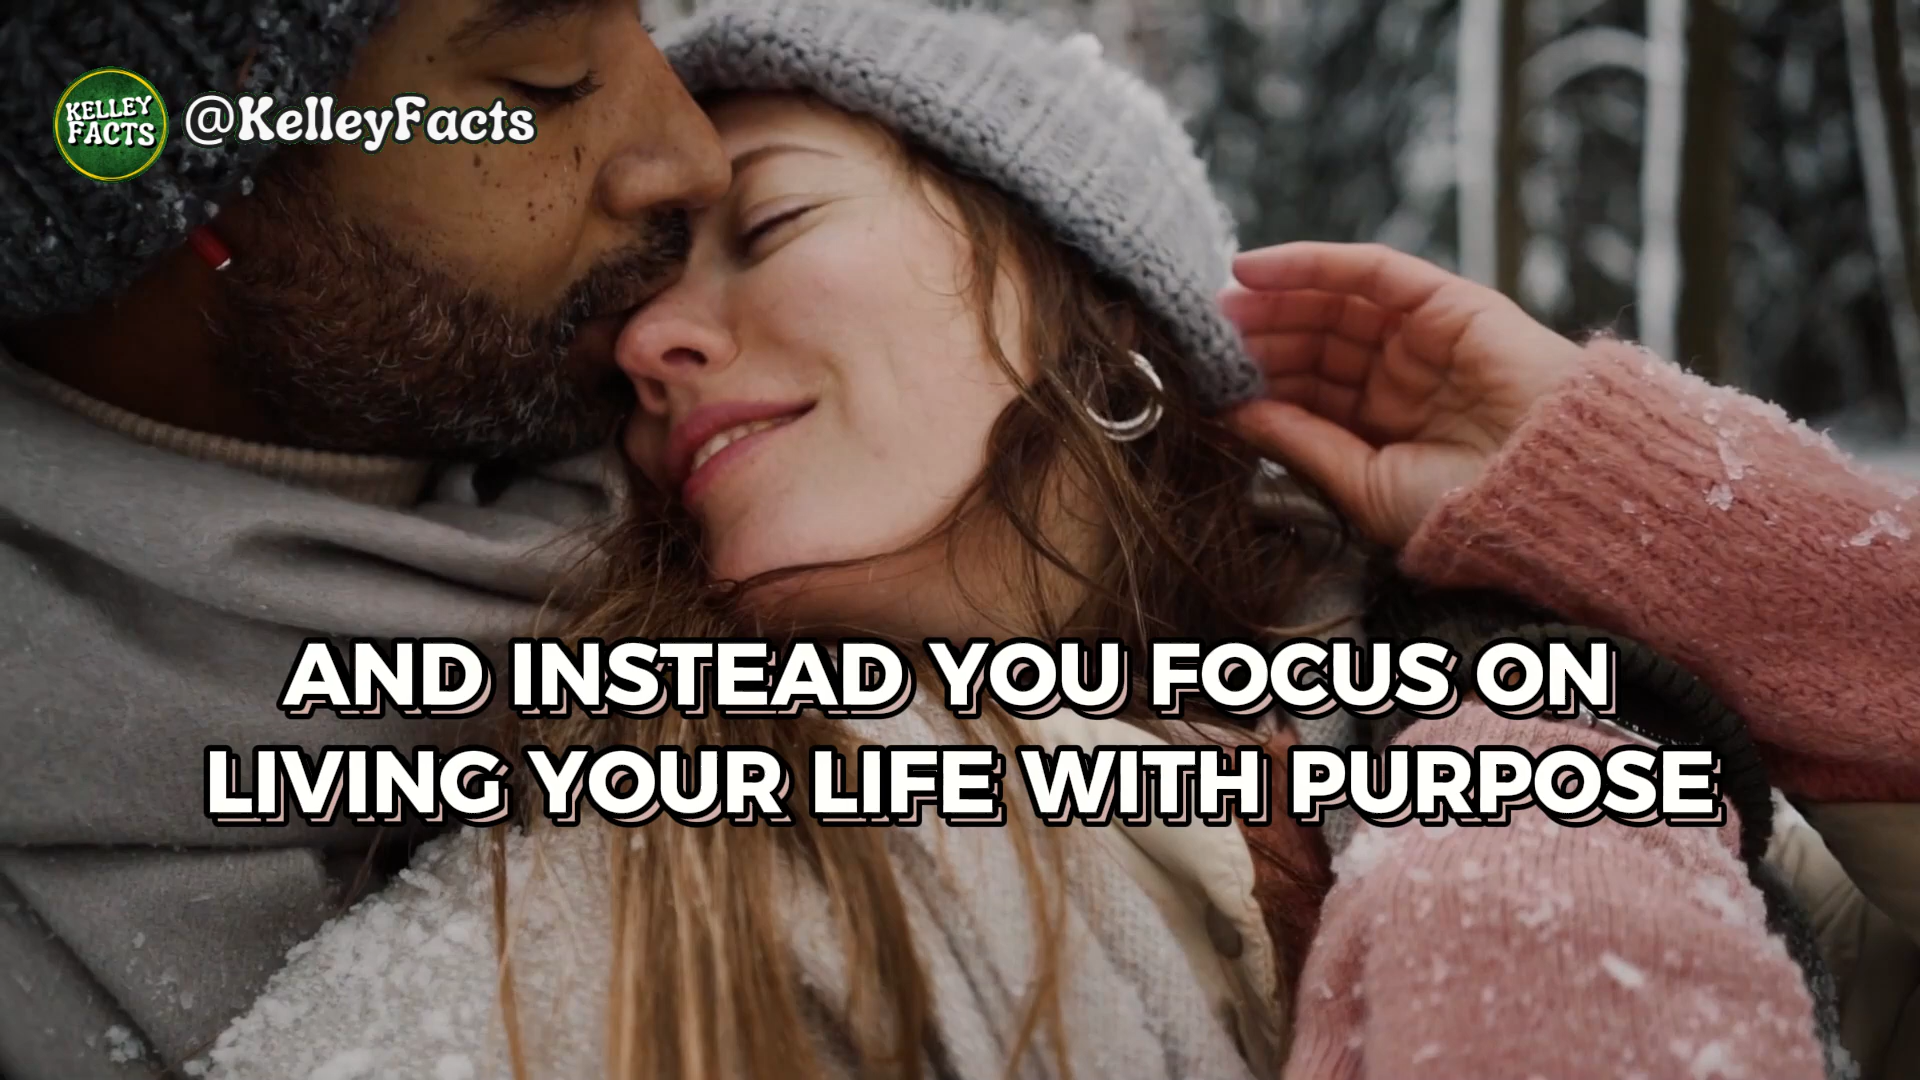 KELLEY
FACTS
@KelleyFacts
AND INSTEAD YOU FOCUS ON
LIVING YOUR LIFE WITH PURPOSE